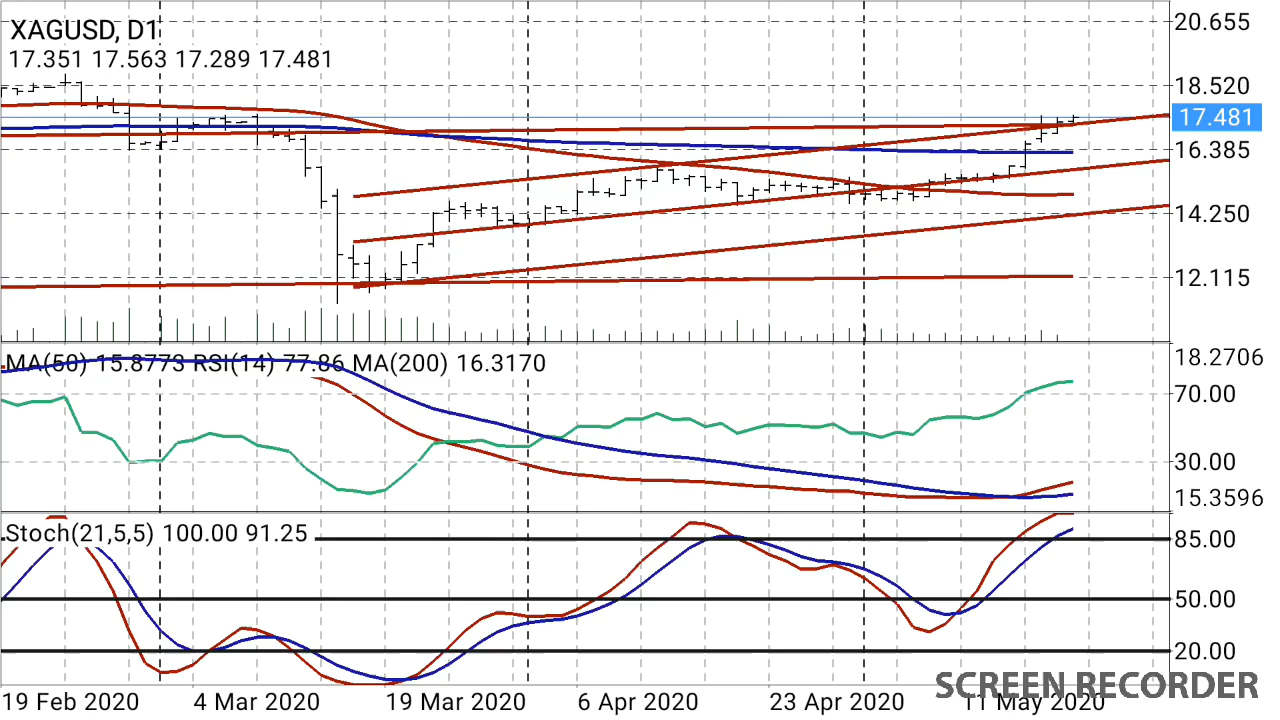 XAGUSD, D1
17.351 17.563 17.289 17.481
20.655
18.520
17.481
16.385
14.250
12.115
MA(50) 15.8773 RSI(14) 77.86 MA(200) 16.3170
18.2706
70.00
30.00
15.3596
Stoch(21,5,5) 100.00 91.25
85.00
50.00
20.00
19 Feb 2020 4 Mar 2020 19 Mar 2020 6 Apr 2020 23 Apr 2020 11 May 2020
SCREEN RECORDER